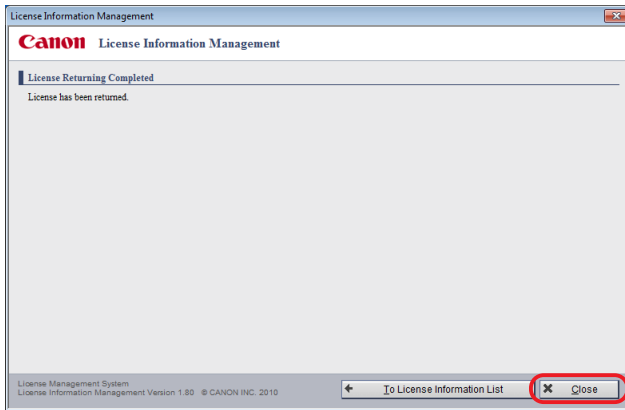 License Information Management
Canon License Information Management
License Returning Completed
License has been returned.
License Management System
License Information Management Version 1.80 © CANON INC. 2010
To License Information List
Close